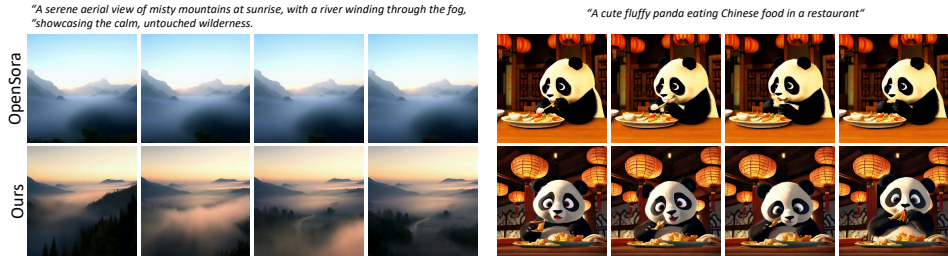 “A serene aerial view of misty mountains at sunrise, with a river winding through the fog,
“showcasing the calm, untouched wilderness.
“A cute fluffy panda eating Chinese food in a restaurant“
OpenSora
Ours